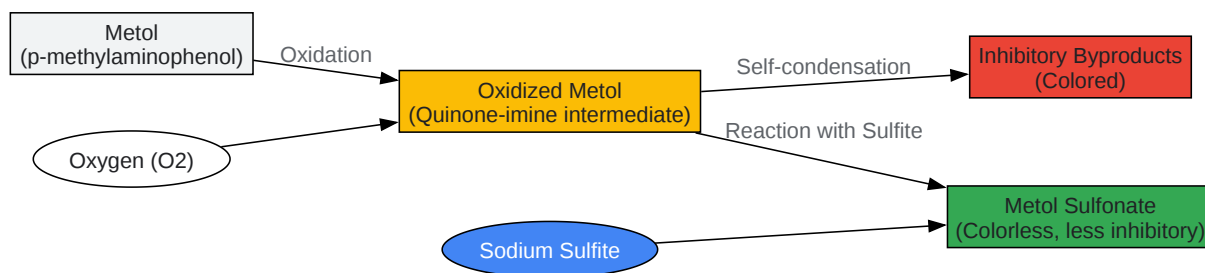 Metol
(p-methylaminophenol)
Oxidation
Oxygen (O2)
Oxidized Metol
(Quinone-imine intermediate)
Self-condensation
Inhibitory Byproducts
(Colored)
Reaction with Sulfite
Metol Sulfonate
(Colorless, less inhibitory)
Sodium Sulfite